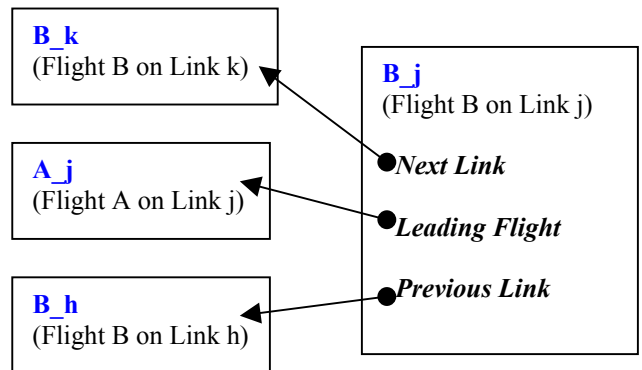 B_k
(Flight B on Link k)
A_j
(Flight A on Link j)
B_h
(Flight B on Link h)
B_j
(Flight B on Link j)
Next Link
Leading Flight
Previous Link